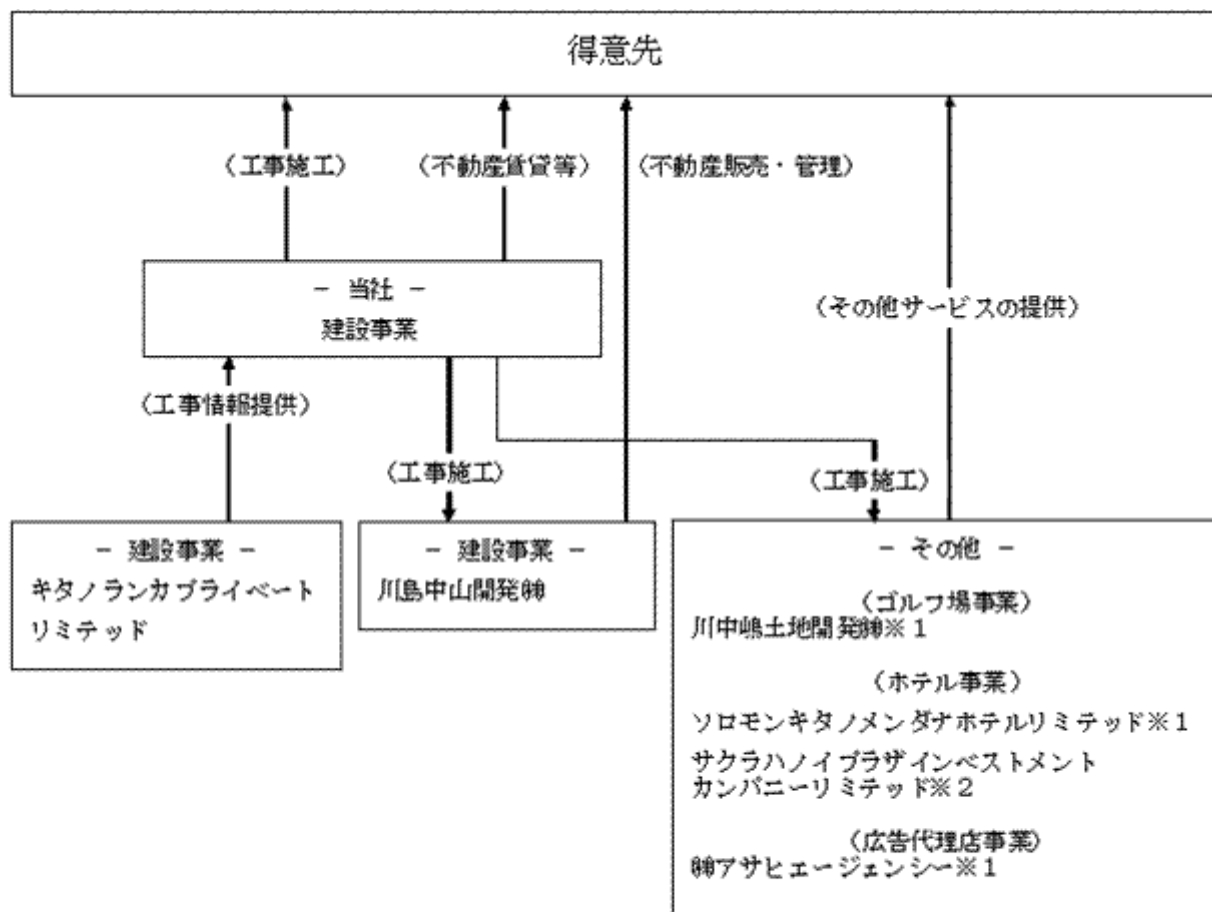 得意先
（工事施工）
（不動産賃貸等）
（不動産販売・管理）
－ 当社 －
建設事業
（その他サービスの提供）
（工事情報提供）
（工事施工）
（工事施工）
－ 建設事業 －
キタノランカプライベート
リミテッド
－ 建設事業 －
川島中山開発㈱
－ その他 －
（ゴルフ場事業）
川中嶋土地開発㈱※１
（ホテル事業）
ソロモンキタノメンダナホテルリミテッド※１
サクラハノイプラザインベストメント
カンパニーリミテッド※２
（広告代理店事業）
㈱アサヒエージェンシー※１